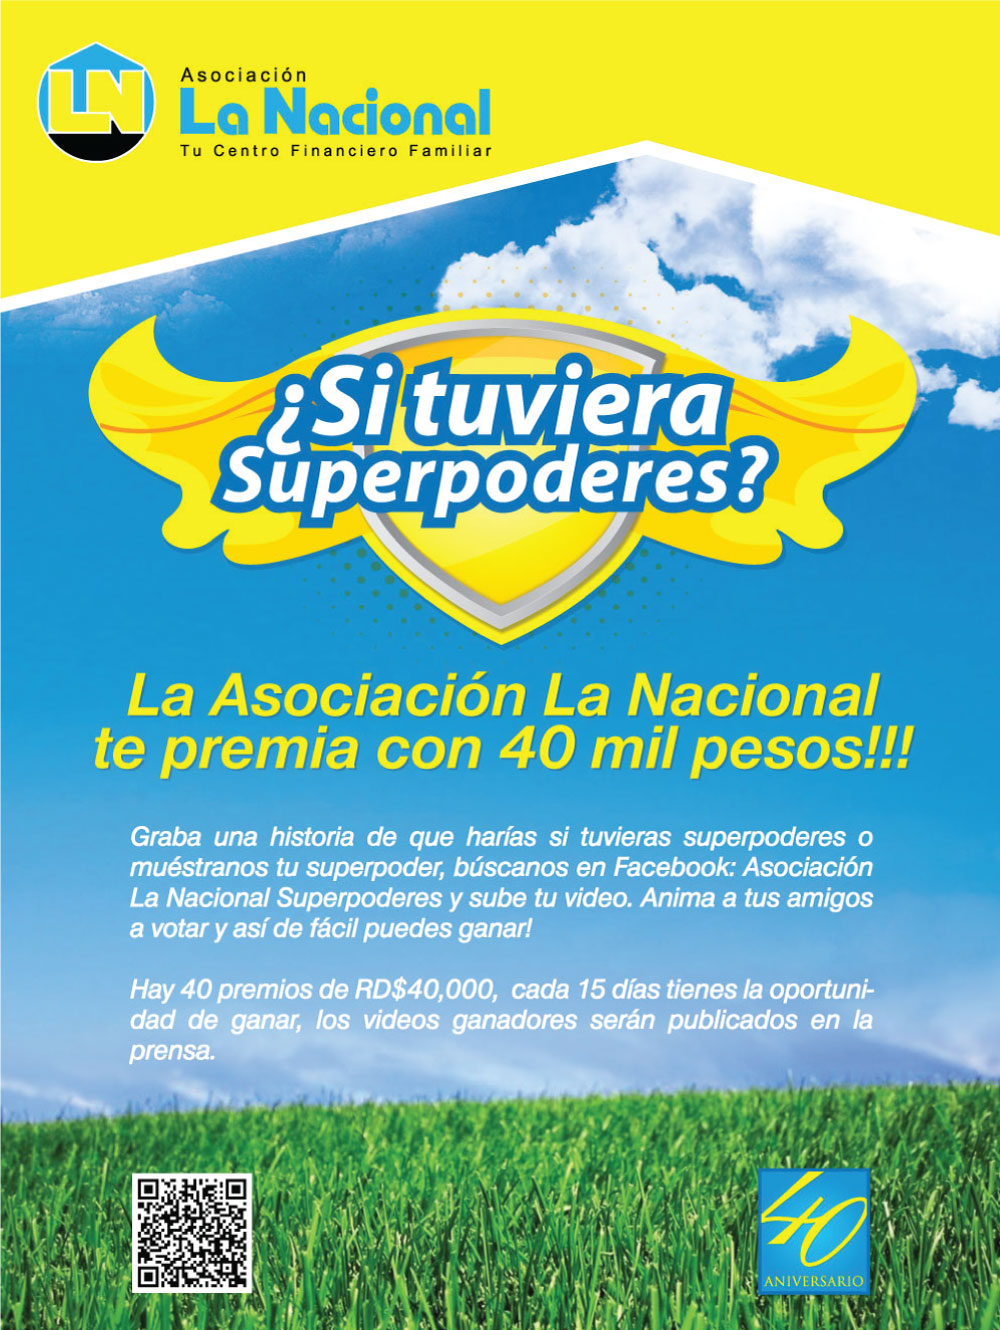 LN
Asociación
La Nacional
Tu Centro Financiero Familiar
¿Si tuviera
Superpoderes?
La Asociación La Nacional
te premia con 40 mil pesos!!!
Graba una historia de que harías si tuvieras superpoderes o
muéstranos tu superpoder, búscanos en Facebook: Asociación
La Nacional Superpoderes y sube tu video. Anima a tus amigos
a votar y así de fácil puedes ganar!
Hay 40 premios de RD$40,000, cada 15 días tienes la oportuni-
dad de ganar, los videos ganadores serán publicados en la
prensa.
40
ANIVERSARIO